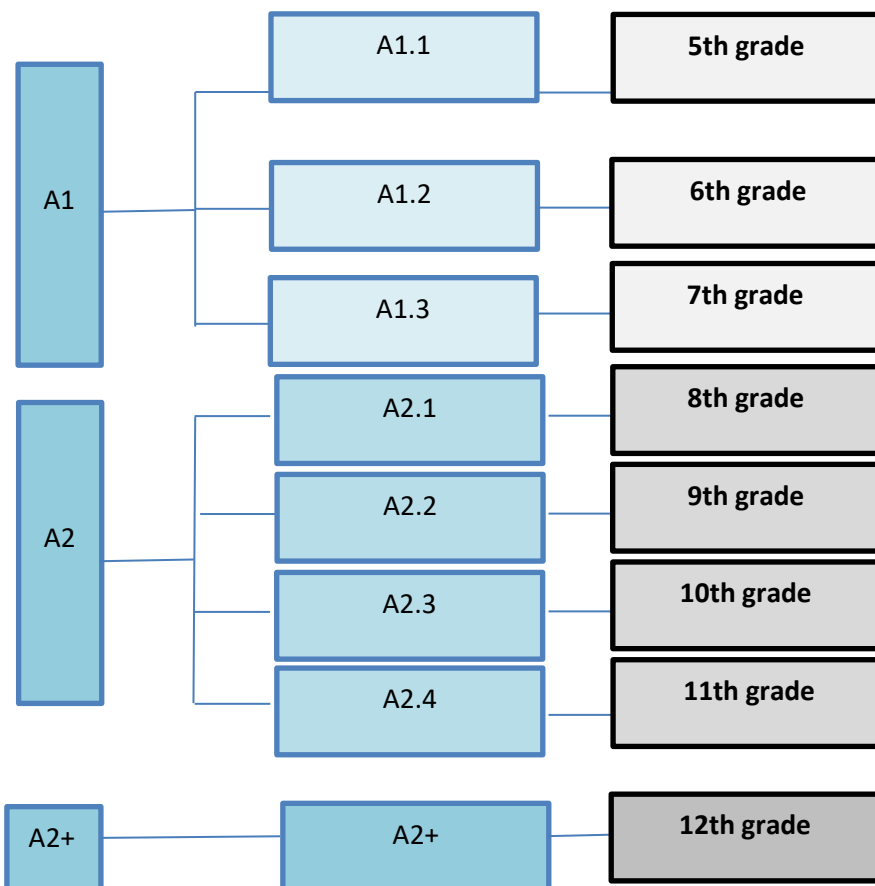 A1
A1.1
5th grade
A1.2
6th grade
A1.3
7th grade
A2
A2.1
8th grade
A2.2
9th grade
A2.3
10th grade
A2.4
11th grade
A2+
A2+
12th grade